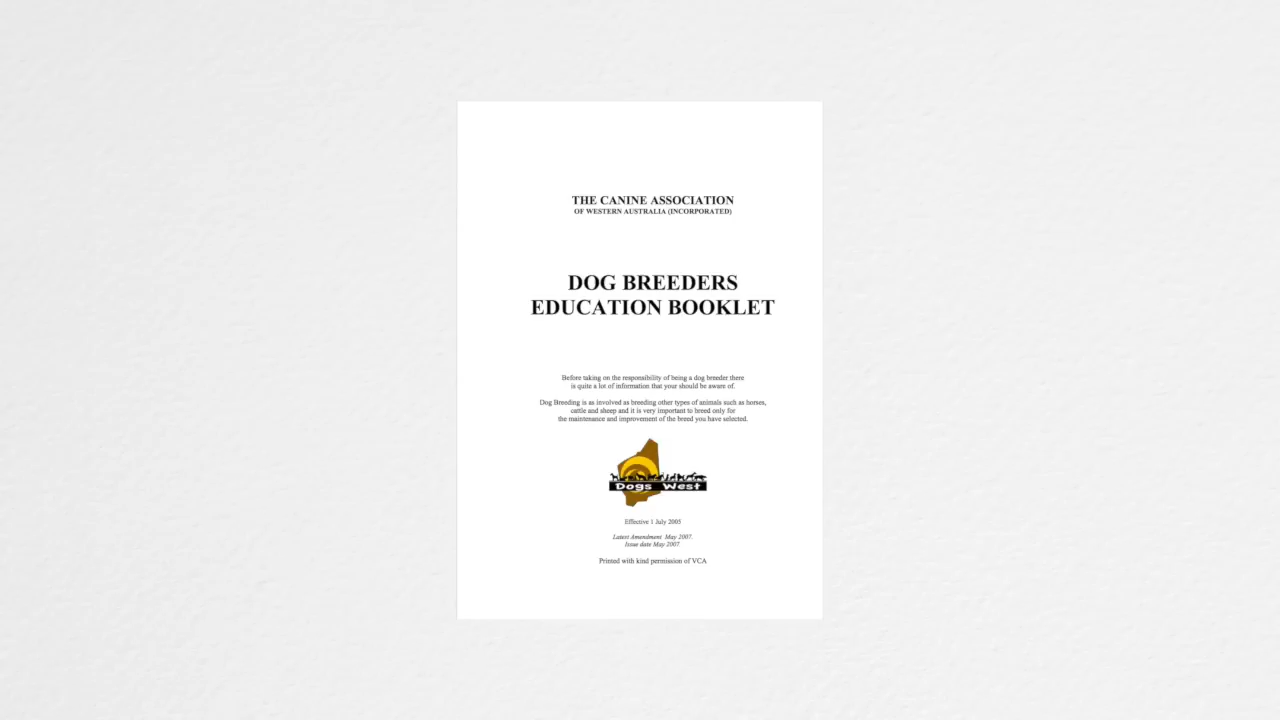 THE CANINE ASSOCIATION
OF WESTERN AUSTRALIA (INCORPORATED)
DOG BREEDERS
EDUCATION BOOKLET
Before taking on the responsibility of being a dog breeder there
is quite a lot of information that your should be aware of.
Dog Breeding is as involved as breeding other types of animals such as horses,
cattle and sheep and it is very important to breed only for
the maintenance and improvement of the breed you have selected.
Dogs West
Effective 1 July 2005
Latest Amendment May 2007.
Issue date May 2007
Printed with kind permission of VCA